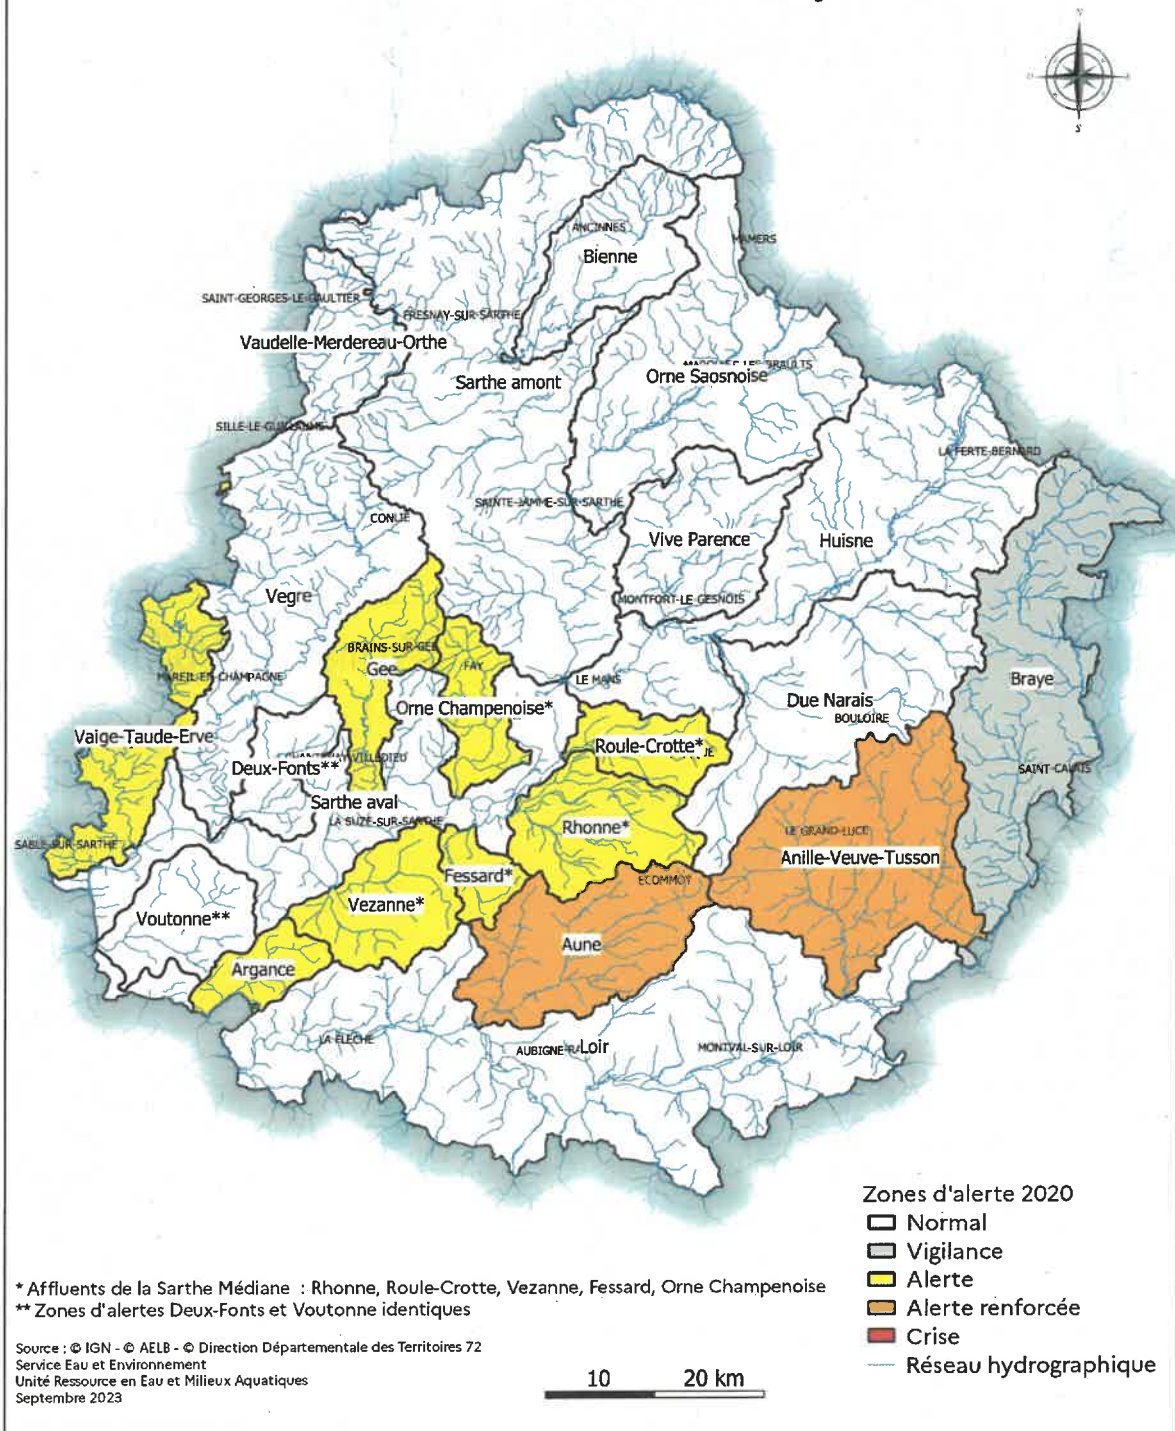 N
S
ANCINNES
MAMERS
Bienne
SAINT-GEORGES-LE-GAULTIER
FRESNAY-SUR-SARTHE
Vaudelle-Merdereau-Orthe
Sarthe amont
Orne Saosnoise
SILLE-LE-GUILLAUME
LA FERTE-BERNARD
SAINTE-JAMME-SUR-SARTHE
CONLIE
Vive Parence
Huisne
Vegre
MONTFORT-LE GESNOIS
BRAINS-SUR-GEE
Gee
FAY
MAREIL-EN-CHAMPAGNE
LE MANS
Braye
Orne Champenoise*
Due Narais
BOULOIRE
Vaige-Taude-Erve
Roule-Crotte*
Deux-Fonts**
SAINT-CALAIS
Sarthe aval
LA SUZE-SUR-SARTHE
Rhonne*
LE GRAND-LUCE
SABLE-SUR-SARTHE
Anille-Veuve-Tusson
Fessard*
ECOMMOY
Vezanne*
Voutonne**
Aune
Argance
LA FLECHE
AUBIGNE-RA
Loir
MONTVAL-SUR-LOIR
Zones d'alerte 2020
Normal
Vigilance
Alerte
Alerte renforcée
Crise
Réseau hydrographique
* Affluents de la Sarthe Médiane : Rhonne, Roule-Crotte, Vezanne, Fessard, Orne Champenoise
** Zones d'alertes Deux-Fonts et Voutonne identiques
Source : © IGN - © AELB - © Direction Départementale des Territoires 72
Service Eau et Environnement
Unité Ressource en Eau et Milieux Aquatiques
Septembre 2023
10 20 km